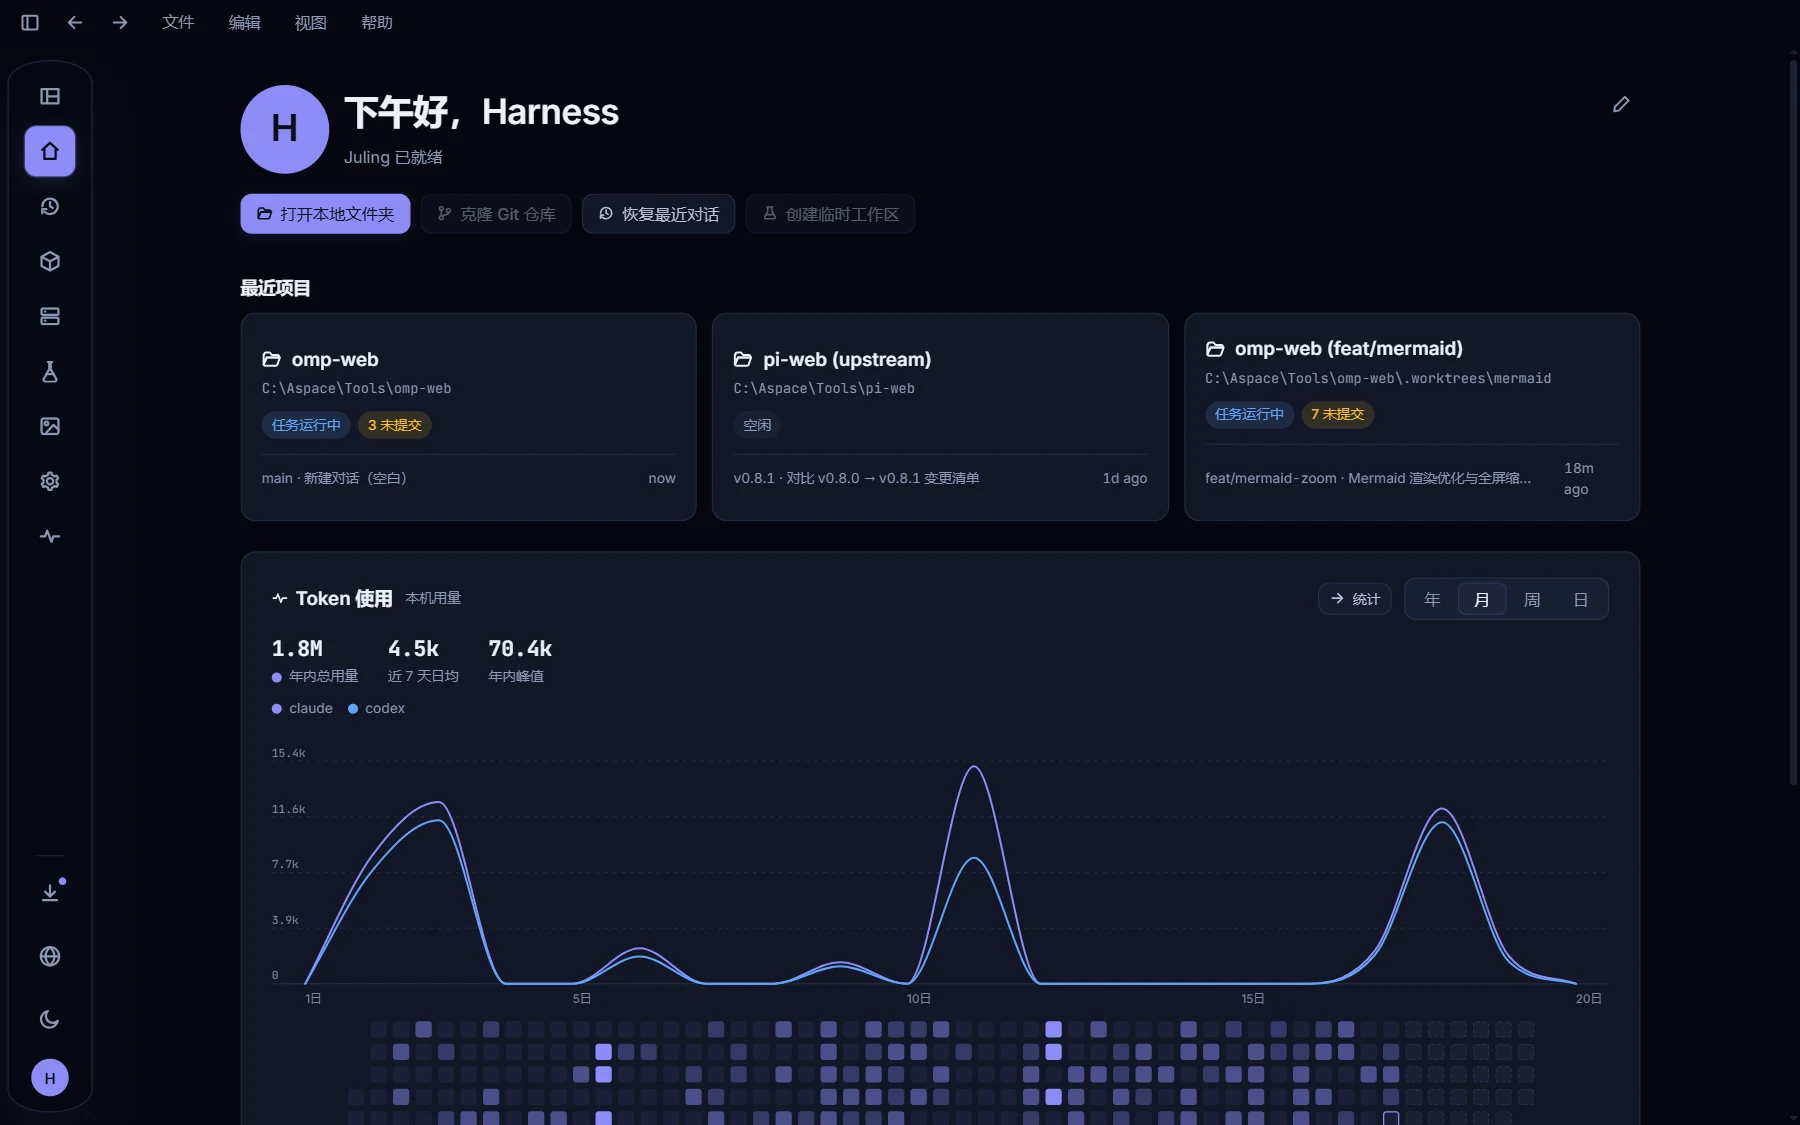 文件 编辑 视图 帮助
H
下午好，Harness
Juling 已就绪
打开本地文件夹
克隆 Git 仓库
恢复最近对话
创建临时工作区
最近项目
omp-web
C:\Aspace\Tools\omp-web
任务运行中 3 未提交
main · 新建对话（空白） now
pi-web (upstream)
C:\Aspace\Tools\pi-web
空闲
v0.8.1 · 对比 v0.8.0 → v0.8.1 变更清单 1d ago
omp-web (feat/mermaid)
C:\Aspace\Tools\omp-web\.worktrees\mermaid
任务运行中 7 未提交
feat/mermaid-zoom · Mermaid 渲染优化与全屏缩... 18m ago
Token 使用 本机用量
统计 年 月 周 日
1.8M 4.5k 70.4k
年内总用量 近 7 天日均 年内峰值
claude codex
15.4k
11.6k
7.7k
3.9k
0
1日 5日 10日 15日 20日
H